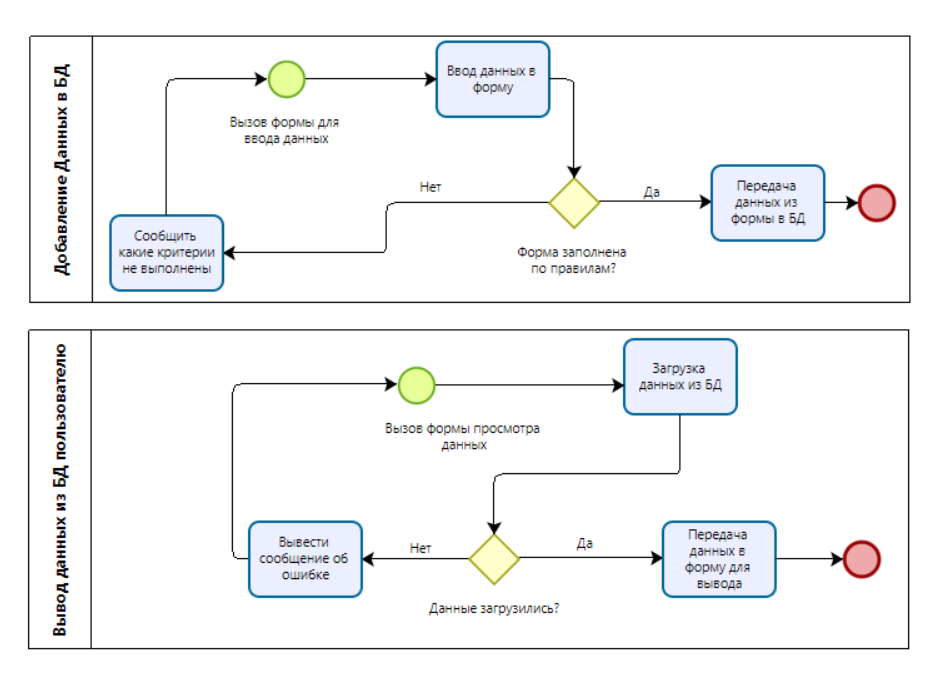 Добавление Данных в БД
Вызов формы для
ввода данных
Ввод данных в
форму
Нет
Да
Передача
данных из
формы в БД
Сообщить
какие критерии
не выполнены
Форма заполнена
по правилам?
Вывод данных из БД пользователю
Загрузка
данных из БД
Вызов формы просмотра
данных
Вывести
сообщение об
ошибке
Нет
Да
Передача
данных в
форму для
вывода
Данные загрузились?